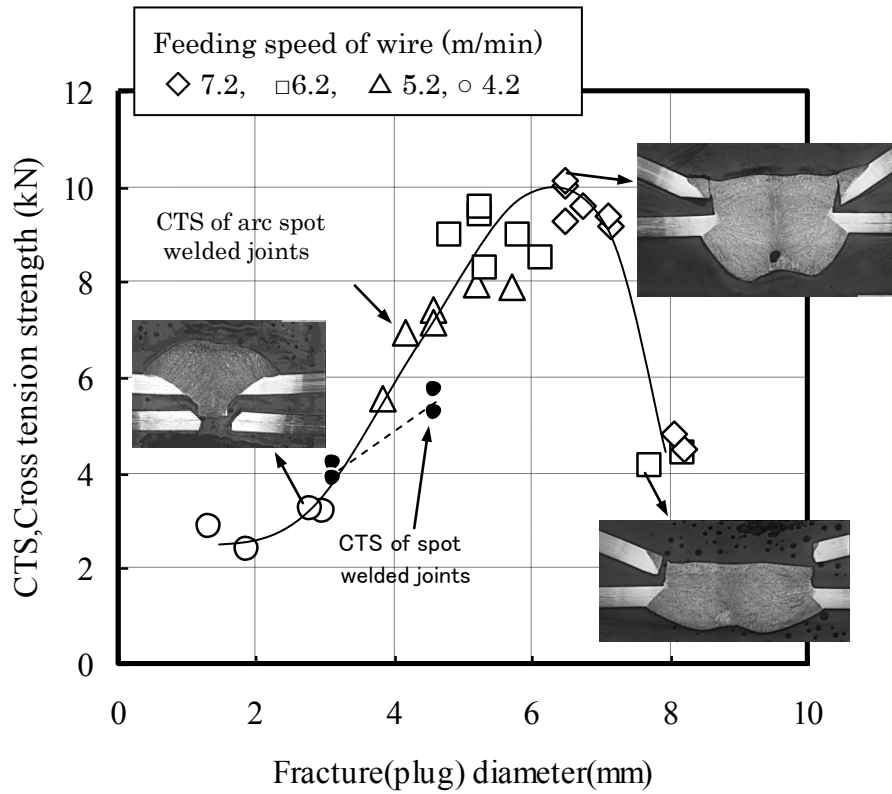 Feeding speed of wire (m/min)
◇ 7.2, □6.2, △ 5.2, ○ 4.2
12
10
8
6
4
2
0
CTS,Cross tension strength (kN)
CTS of arc spot
welded joints
CTS of spot
welded joints
0 2 4 6 8 10
Fracture(plug) diameter(mm)